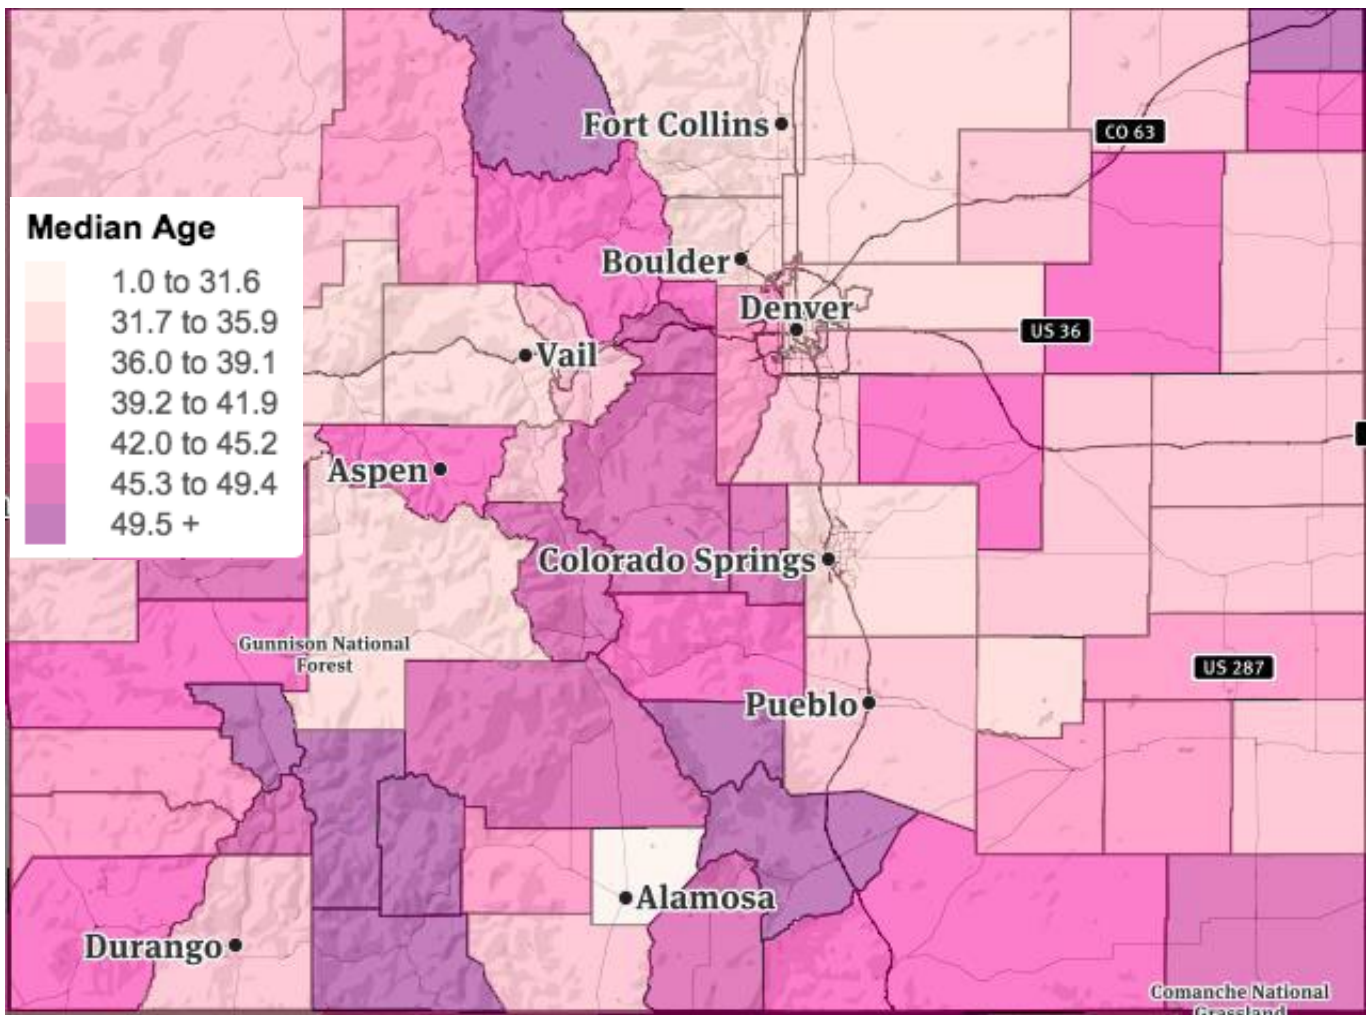 Fort Collins
CO 63
Median Age
1.0 to 31.6
31.7 to 35.9
36.0 to 39.1
39.2 to 41.9
42.0 to 45.2
45.3 to 49.4
49.5 +
Boulder
Denver
US 36
Vail
Aspen
Colorado Springs
Gunnison National
Forest
US 287
Pueblo
Alamosa
Durango
Comanche National
Grassland